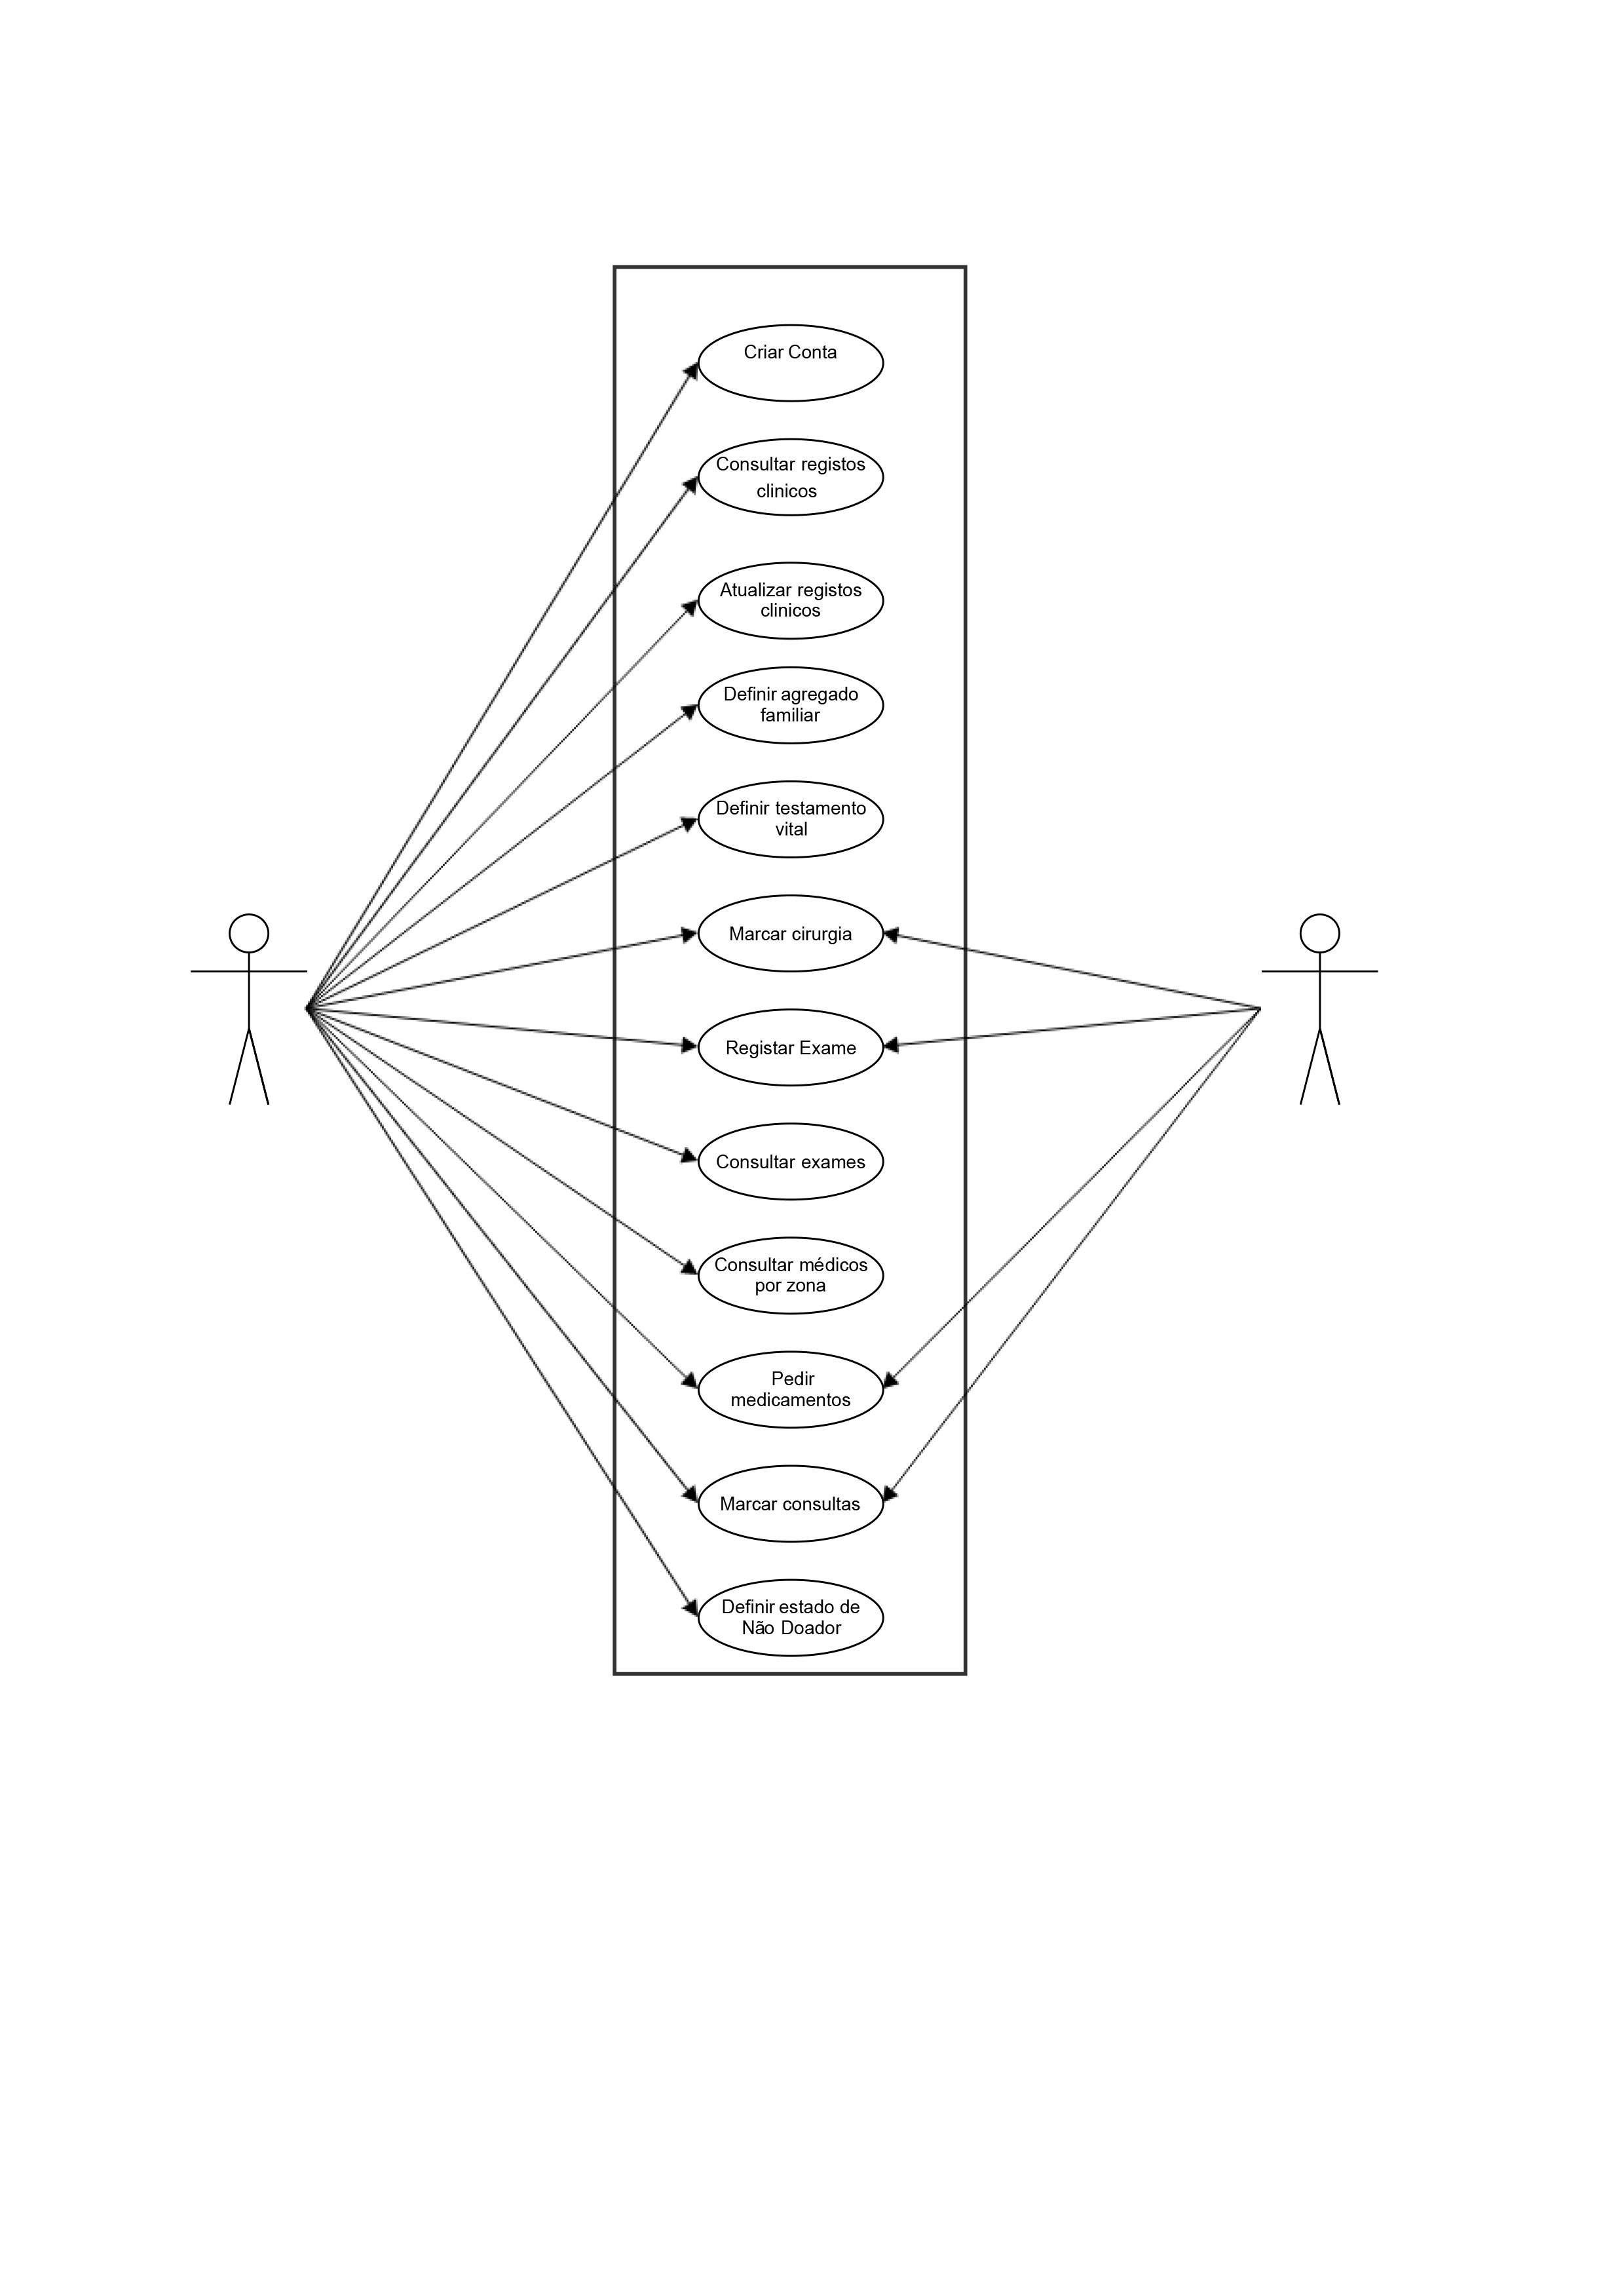 Criar Conta
Consultar registos
clinicos
Atualizar registos
clinicos
Definir agregado
familiar
Definir testamento
vital
Marcar cirurgia
Registar Exame
Consultar exames
Consultar médicos
por zona
Pedir
medicamentos
Marcar consultas
Definir estado de
Não Doador